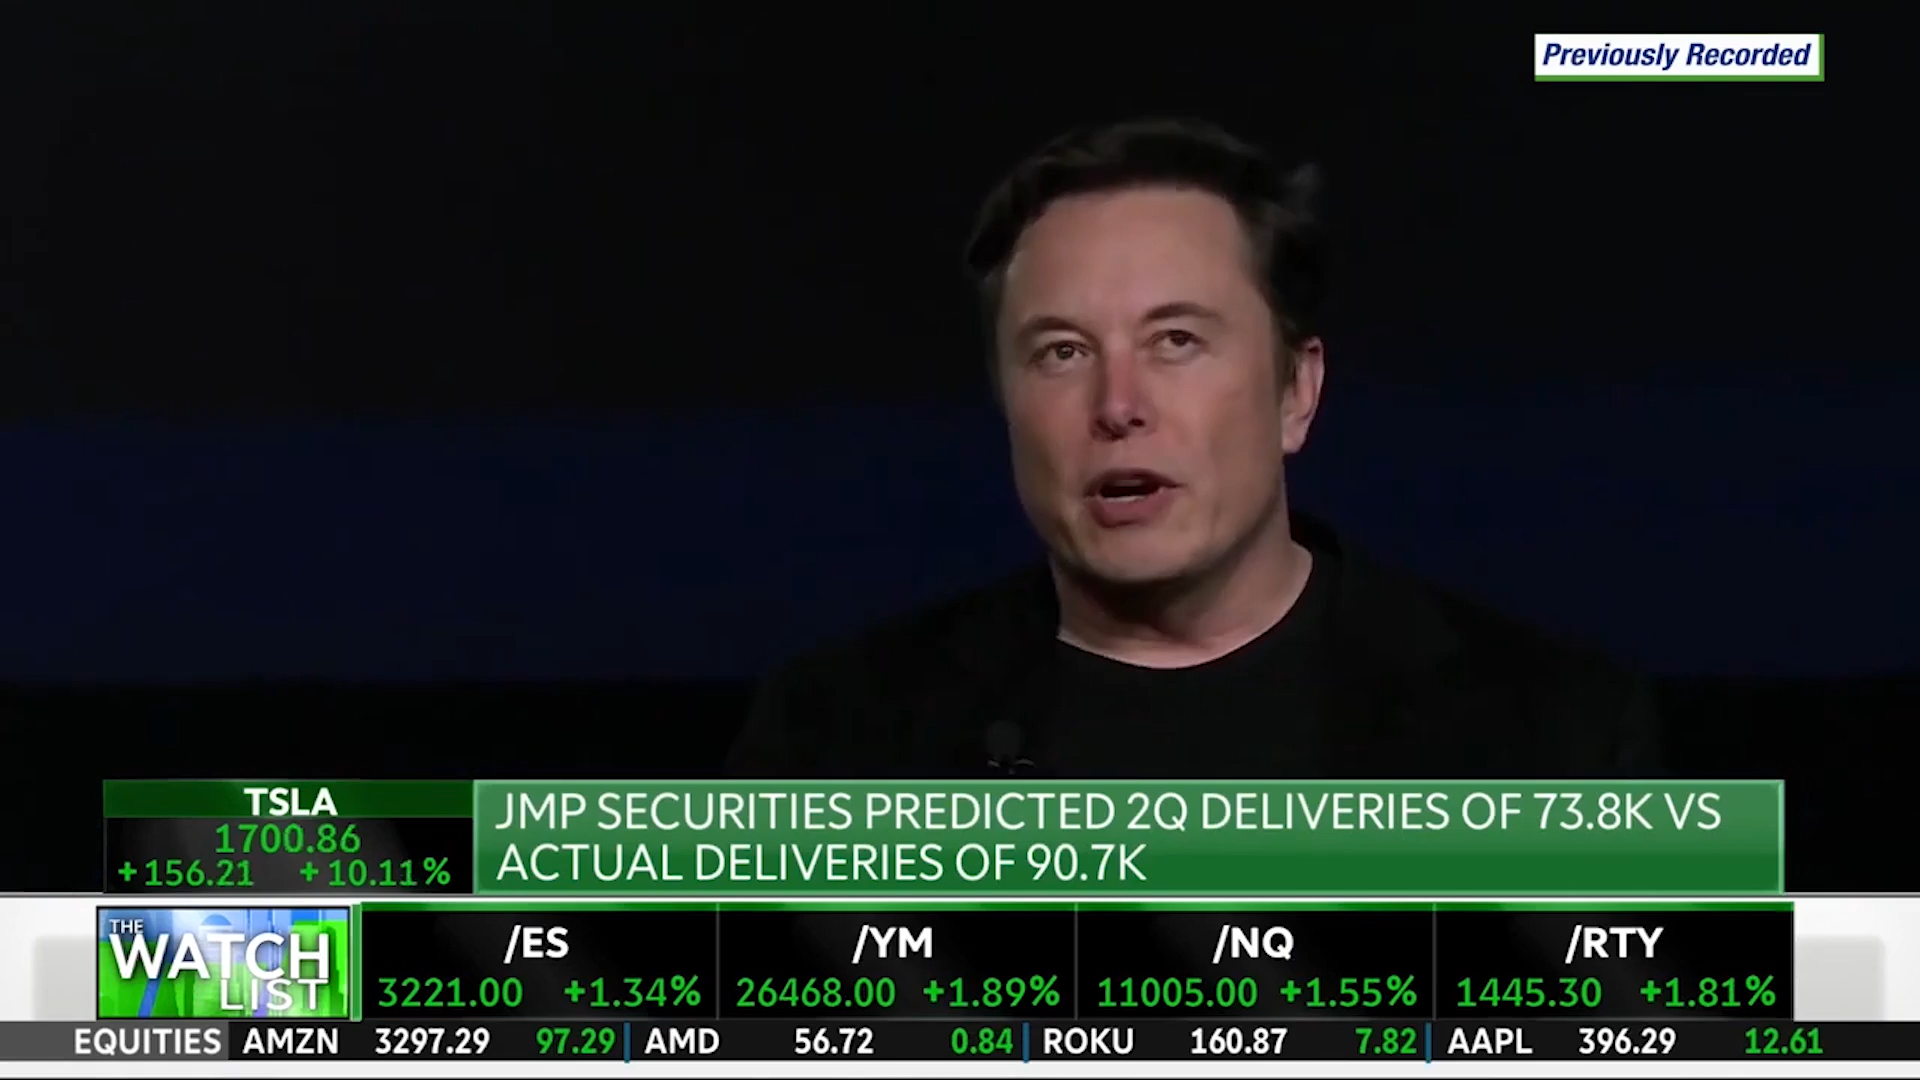 Previously Recorded
TSLA
1700.86
+156.21 +10.11%
JMP SECURITIES PREDICTED 2Q DELIVERIES OF 73.8K VS
ACTUAL DELIVERIES OF 90.7K
THE
WATCH
LIST
/ES
3221.00 +1.34%
/YM
26468.00 +1.89%
/NQ
11005.00 +1.55%
/RTY
1445.30 +1.81%
EQUITIES AMZN 3297.29 97.29 AMD 56.72 0.84 ROKU 160.87 7.82 AAPL 396.29 12.61